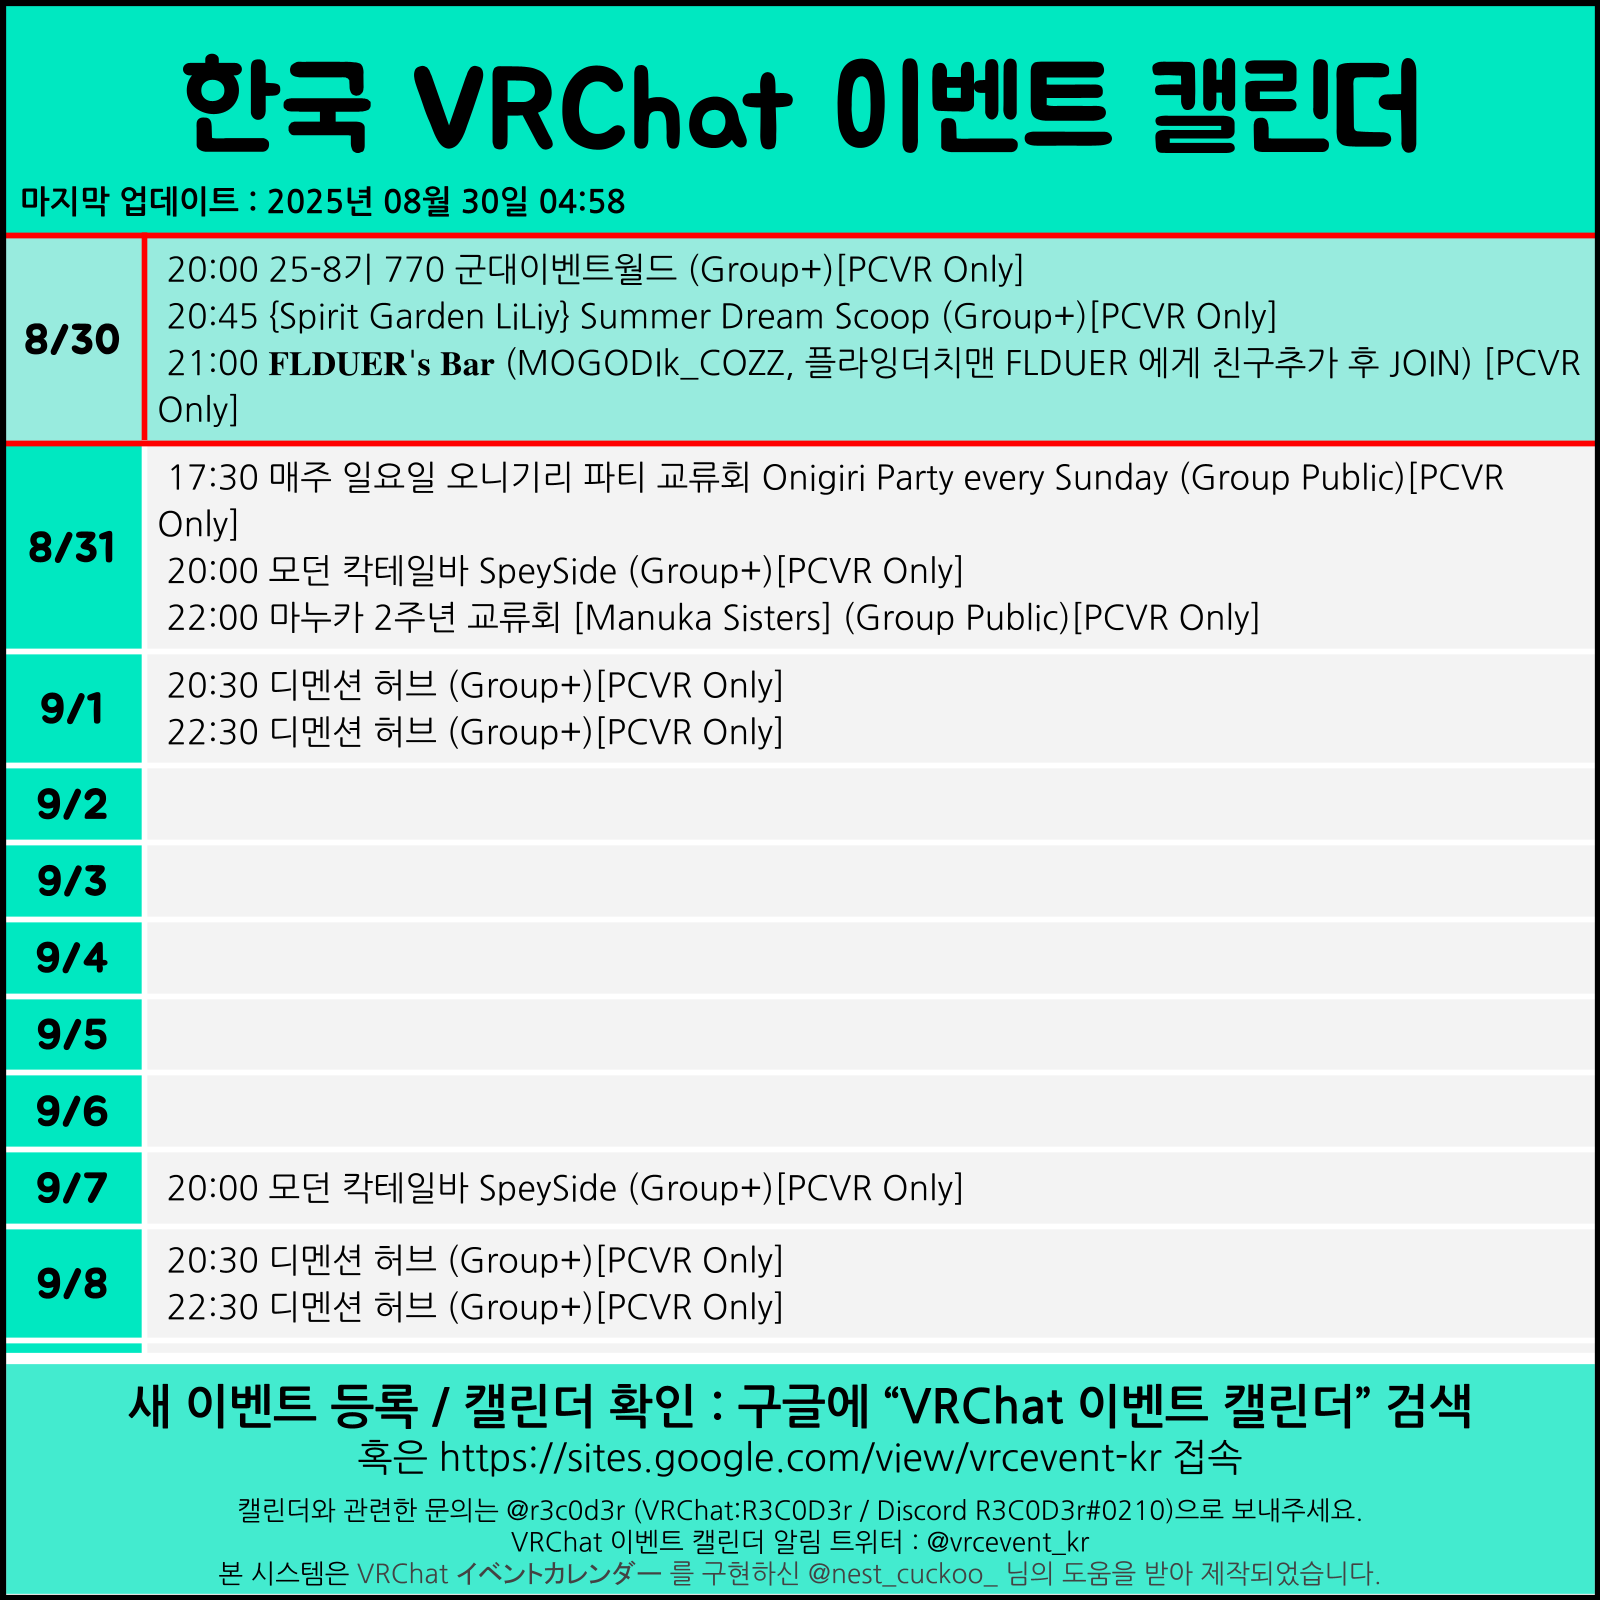 한국 VRChat 이벤트 캘린더
마지막 업데이트 : 2025년 08월 30일 04:58
8/30
20:00 25-8기 770 군대이벤트월드 (Group+)[PCVR Only]
20:45 {Spirit Garden LiLiy} Summer Dream Scoop (Group+)[PCVR Only]
21:00 FLDUER's Bar (MOGODIk_COZZ, 플라잉더치맨 FLDUER 에게 친구추가 후 JOIN) [PCVR
Only]
8/31
17:30 매주 일요일 오니기리 파티 교류회 Onigiri Party every Sunday (Group Public)[PCVR
Only]
20:00 모던 칵테일바 SpeySide (Group+)[PCVR Only]
22:00 마누카 2주년 교류회 [Manuka Sisters] (Group Public)[PCVR Only]
9/1
20:30 디멘션 허브 (Group+)[PCVR Only]
22:30 디멘션 허브 (Group+)[PCVR Only]
9/2
9/3
9/4
9/5
9/6
9/7
20:00 모던 칵테일바 SpeySide (Group+)[PCVR Only]
9/8
20:30 디멘션 허브 (Group+)[PCVR Only]
22:30 디멘션 허브 (Group+)[PCVR Only]
새 이벤트 등록 / 캘린더 확인 : 구글에 “VRChat 이벤트 캘린더” 검색
혹은 https://sites.google.com/view/vrcevent-kr 접속
캘린더와 관련한 문의는 @r3c0d3r (VRChat:R3C0D3r / Discord R3C0D3r#0210)으로 보내주세요.
VRChat 이벤트 캘린더 알림 트위터 : @vrcevent_kr
본 시스템은 VRChat イベントカレンダー 를 구현하신 @nest_cuckoo_ 님의 도움을 받아 제작되었습니다.